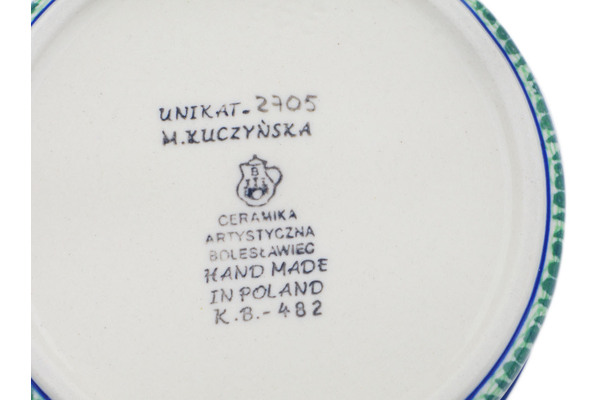 UNIKAT-2705
M.KUCZYŃSKA
B
CERAMIKA
ARTYSTYCZNA
BOLESŁAWIEC
HAND MADE
IN POLAND
K.B.-482